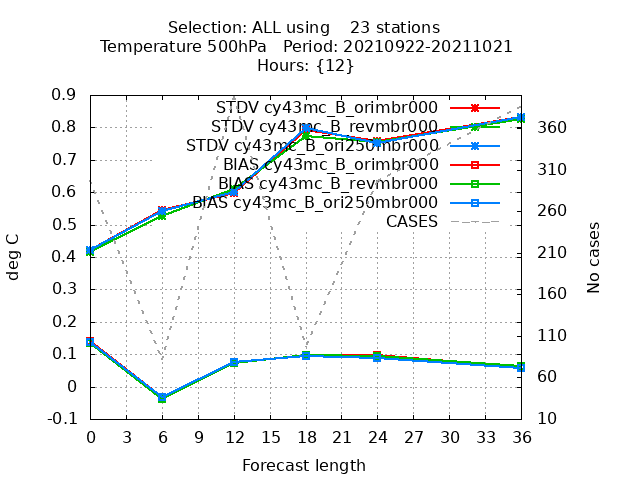 Selection: ALL using    23 stations
Temperature 500hPa   Period: 20210922-20211021
Hours: {12}
STDV cy43mc_B_orimbr000
STDV cy43mc_B_revmbr000
STDV cy43mc_B_ori250mbr000
BIAS cy43mc_B_orimbr000
BIAS cy43mc_B_revmbr000
BIAS cy43mc_B_ori250mbr000
CASES
deg C
0.9
0.8
0.7
0.6
0.5
0.4
0.3
0.2
0.1
0
-0.1
No cases
360
310
260
210
160
110
60
10
0 3 6 9 12 15 18 21 24 27 30 33 36
Forecast length